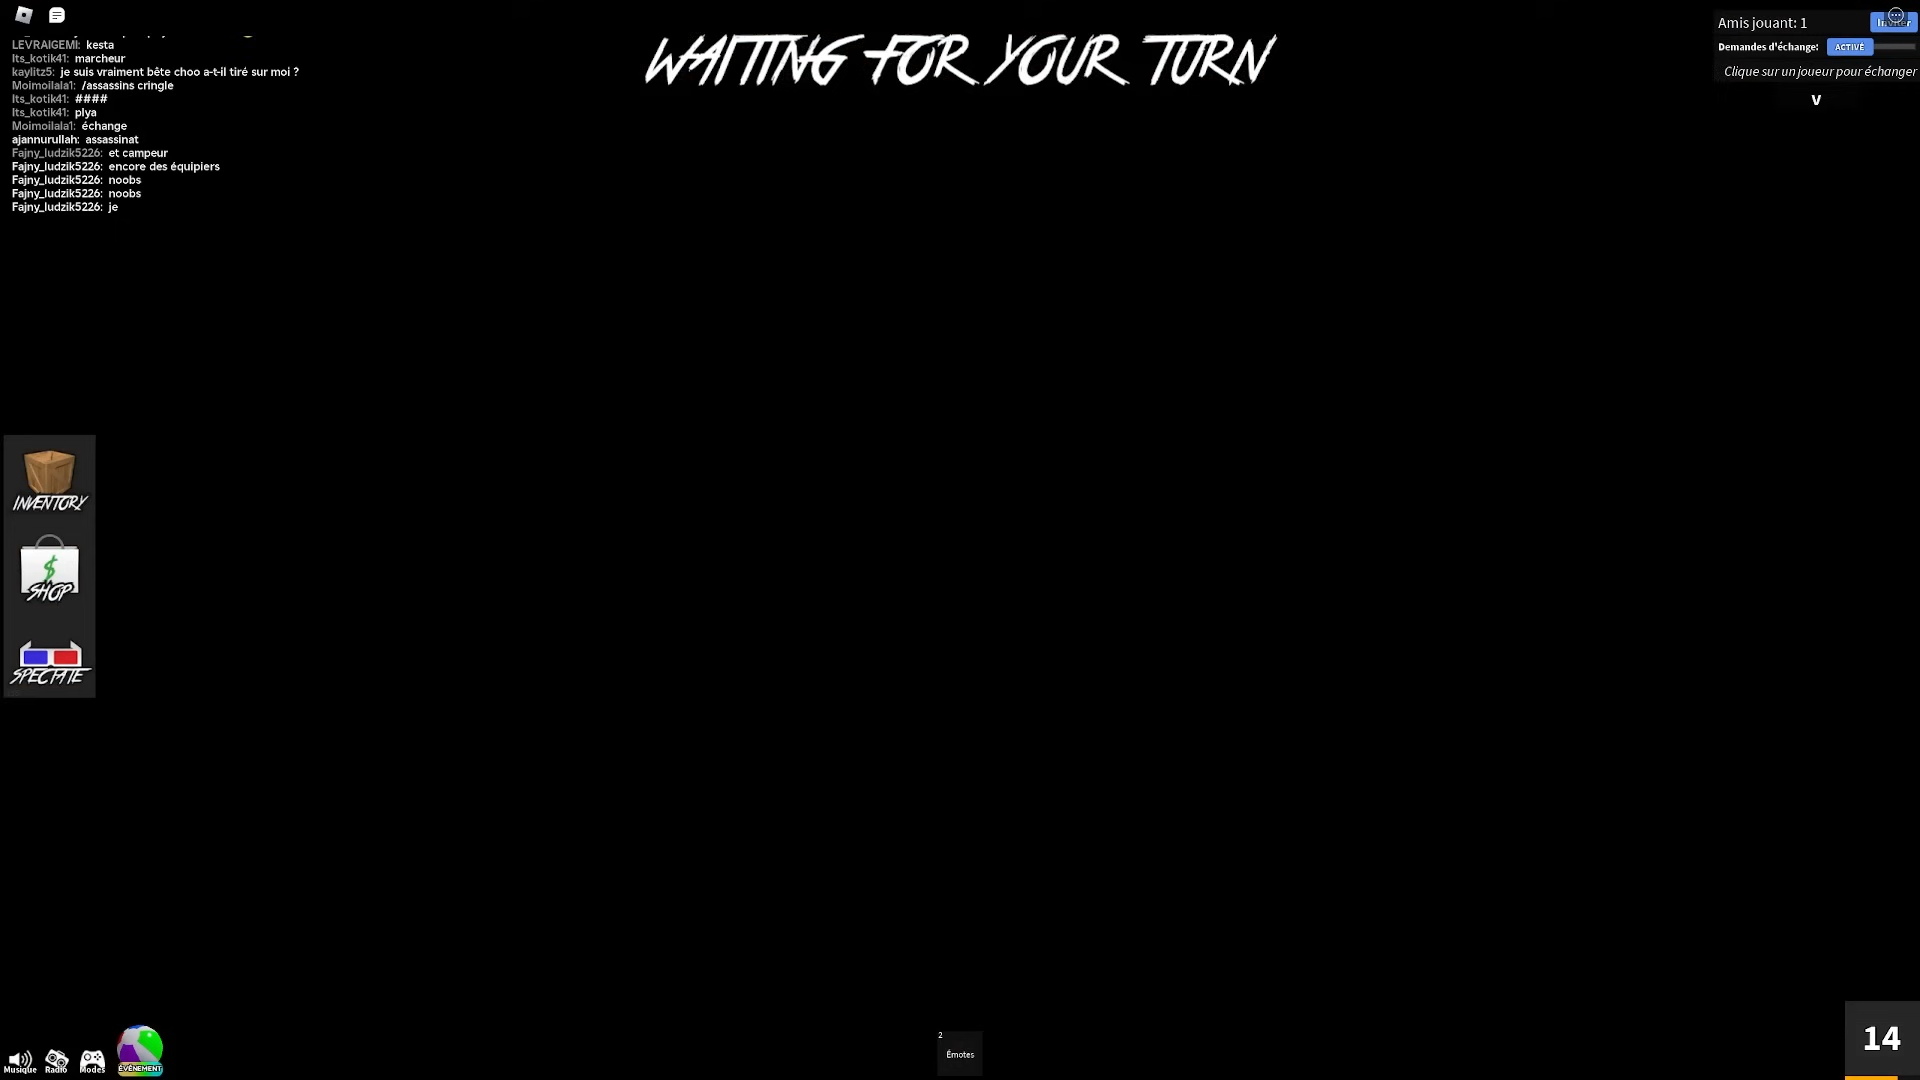 WAITING FOR YOUR TURN
LEVRAIGEMI: kesta
Its_kotik41: marcheur
kaylitz5: je suis vraiment bête choo a-t-il tiré sur moi ?
Moimoilala1: /assassins cringle
Its_kotik41: ####
Its_kotik41: plya
Moimoilala1: échange
ajannurullah: assassinat
Fajny_ludzik5226: et campeur
Fajny_ludzik5226: encore des équipiers
Fajny_ludzik5226: noobs
Fajny_ludzik5226: noobs
Fajny_ludzik5226: je
Amis jouant: 1
Inviter
Demandes d'échange: ACTIVÉ
Clique sur un joueur pour échanger
v
INVENTORY
$
SHOP
SPECTATE
Musique
Radio
Modes
ÉVÉNEMENT
2
Émotes
14